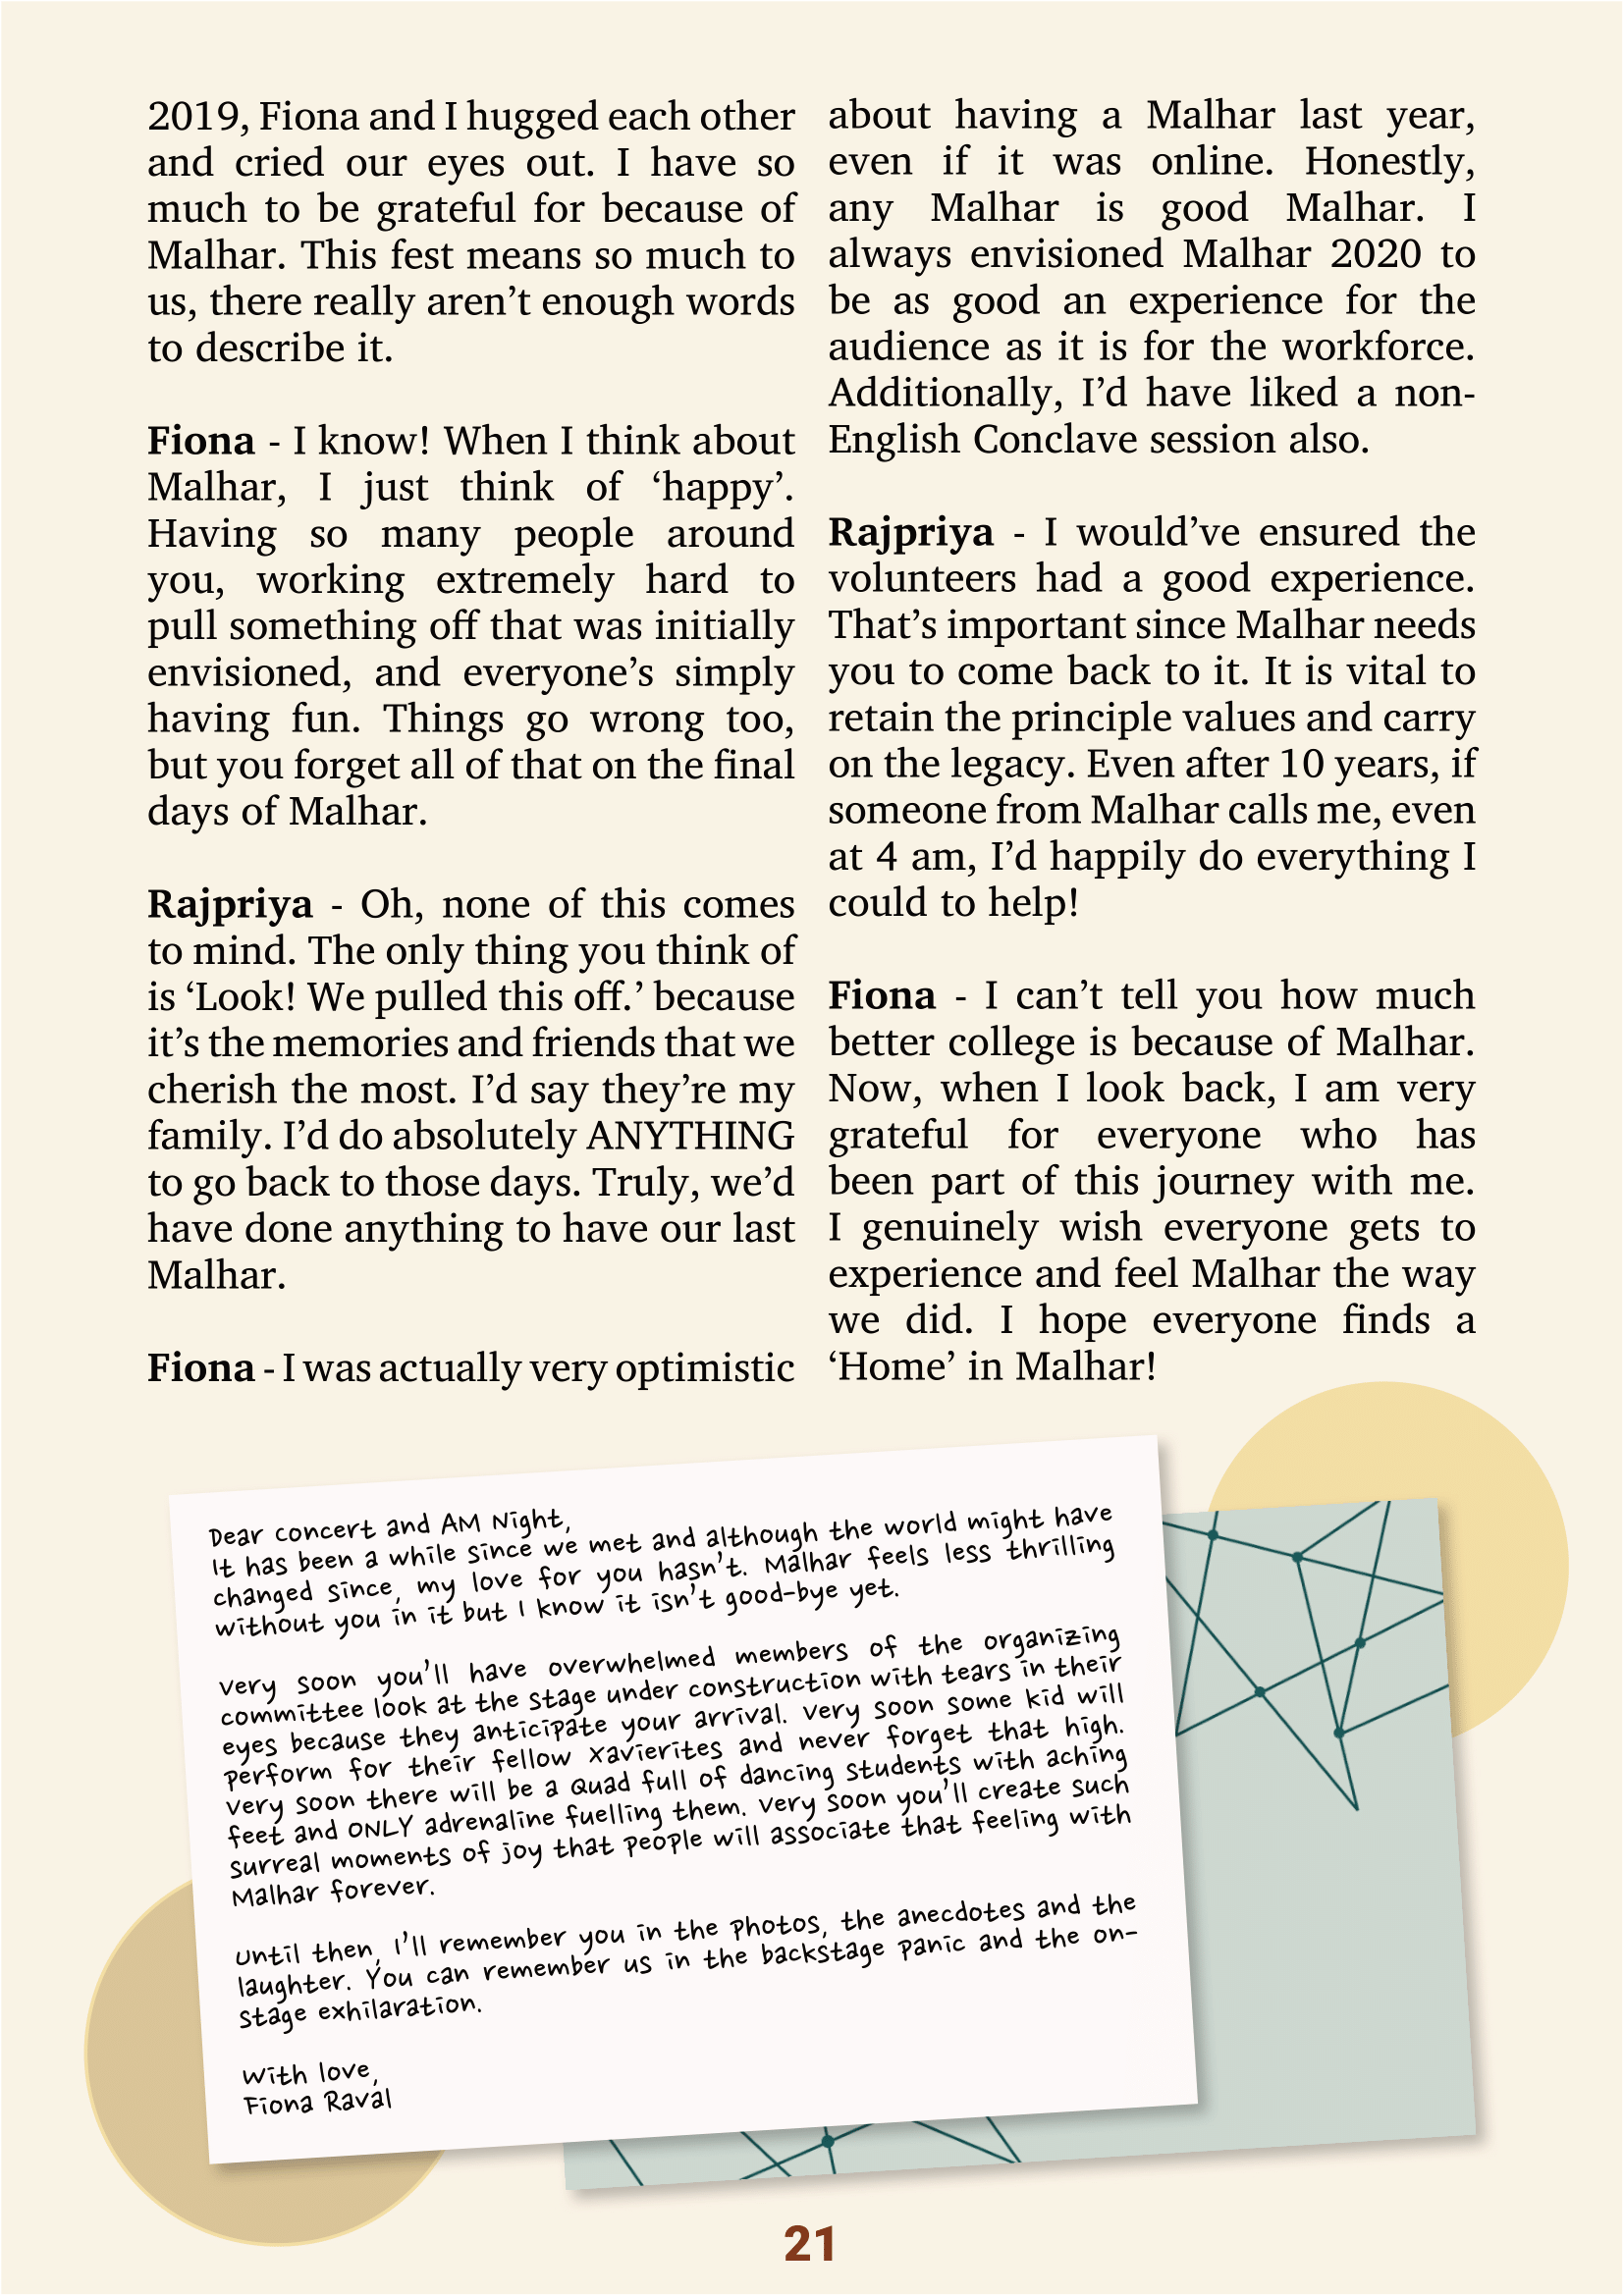 2019, Fiona and I hugged each other
and cried our eyes out. I have so
much to be grateful for because of
Malhar. This fest means so much to
us, there really aren’t enough words
to describe it.
Fiona - I know! When I think about
Malhar, I just think of ‘happy’.
Having so many people around
you, working extremely hard to
pull something off that was initially
envisioned, and everyone’s simply
having fun. Things go wrong too,
but you forget all of that on the final
days of Malhar.
Rajpriya - Oh, none of this comes
to mind. The only thing you think of
is ‘Look! We pulled this off.’ because
it’s the memories and friends that we
cherish the most. I’d say they’re my
family. I’d do absolutely ANYTHING
to go back to those days. Truly, we’d
have done anything to have our last
Malhar.
Fiona - I was actually very optimistic
about having a Malhar last year,
even if it was online. Honestly,
any Malhar is good Malhar. I
always envisioned Malhar 2020 to
be as good an experience for the
audience as it is for the workforce.
Additionally, I’d have liked a non-
English Conclave session also.
Rajpriya - I would’ve ensured the
volunteers had a good experience.
That’s important since Malhar needs
you to come back to it. It is vital to
retain the principle values and carry
on the legacy. Even after 10 years, if
someone from Malhar calls me, even
at 4 am, I’d happily do everything I
could to help!
Fiona - I can’t tell you how much
better college is because of Malhar.
Now, when I look back, I am very
grateful for everyone who has
been part of this journey with me.
I genuinely wish everyone gets to
experience and feel Malhar the way
we did. I hope everyone finds a
‘Home’ in Malhar!
Dear Concert and AM Night,
It has been a while since we met and although the world might have
changed since, my love for you hasn’t. Malhar feels less thrilling
without you in it but I know it isn’t good-bye yet.
Very soon you’ll have overwhelmed members of the organizing
committee look at the stage under construction with tears in their
eyes because they anticipate your arrival. Very soon some kid will
perform for their fellow Xavierites and never forget that high.
Very soon there will be a Quad full of dancing students with aching
feet and ONLY adrenaline fuelling them. Very soon you’ll create such
surreal moments of joy that people will associate that feeling with
Malhar forever.
Until then, I’ll remember you in the photos, the anecdotes and the
laughter. You can remember us in the backstage panic and the on-
stage exhilaration.
With love,
Fiona Raval
21